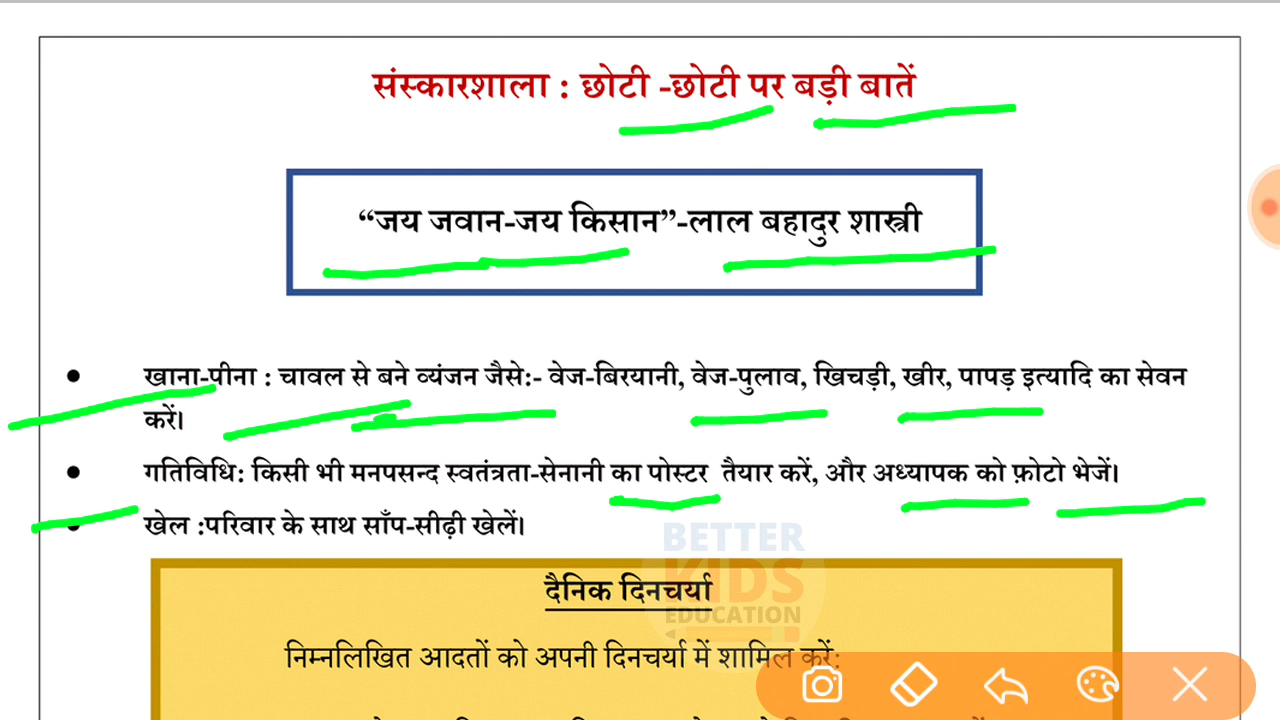 संस्कारशाला : छोटी -छोटी पर बड़ी बातें
“जय जवान-जय किसान”-लाल बहादुर शास्त्री
खाना-पीना : चावल से बने व्यंजन जैसे:- वेज-बिरयानी, वेज-पुलाव, खिचड़ी, खीर, पापड़ इत्यादि का सेवन
करें।
गतिविधि: किसी भी मनपसन्द स्वतंत्रता-सेनानी का पोस्टर तैयार करें, और अध्यापक को फ़ोटो भेजें।
खेल :परिवार के साथ साँप-सीढ़ी खेलें।
BETTER
KIDS
EDUCATION
दैनिक दिनचर्या
निम्नलिखित आदतों को अपनी दिनचर्या में शामिल करें: